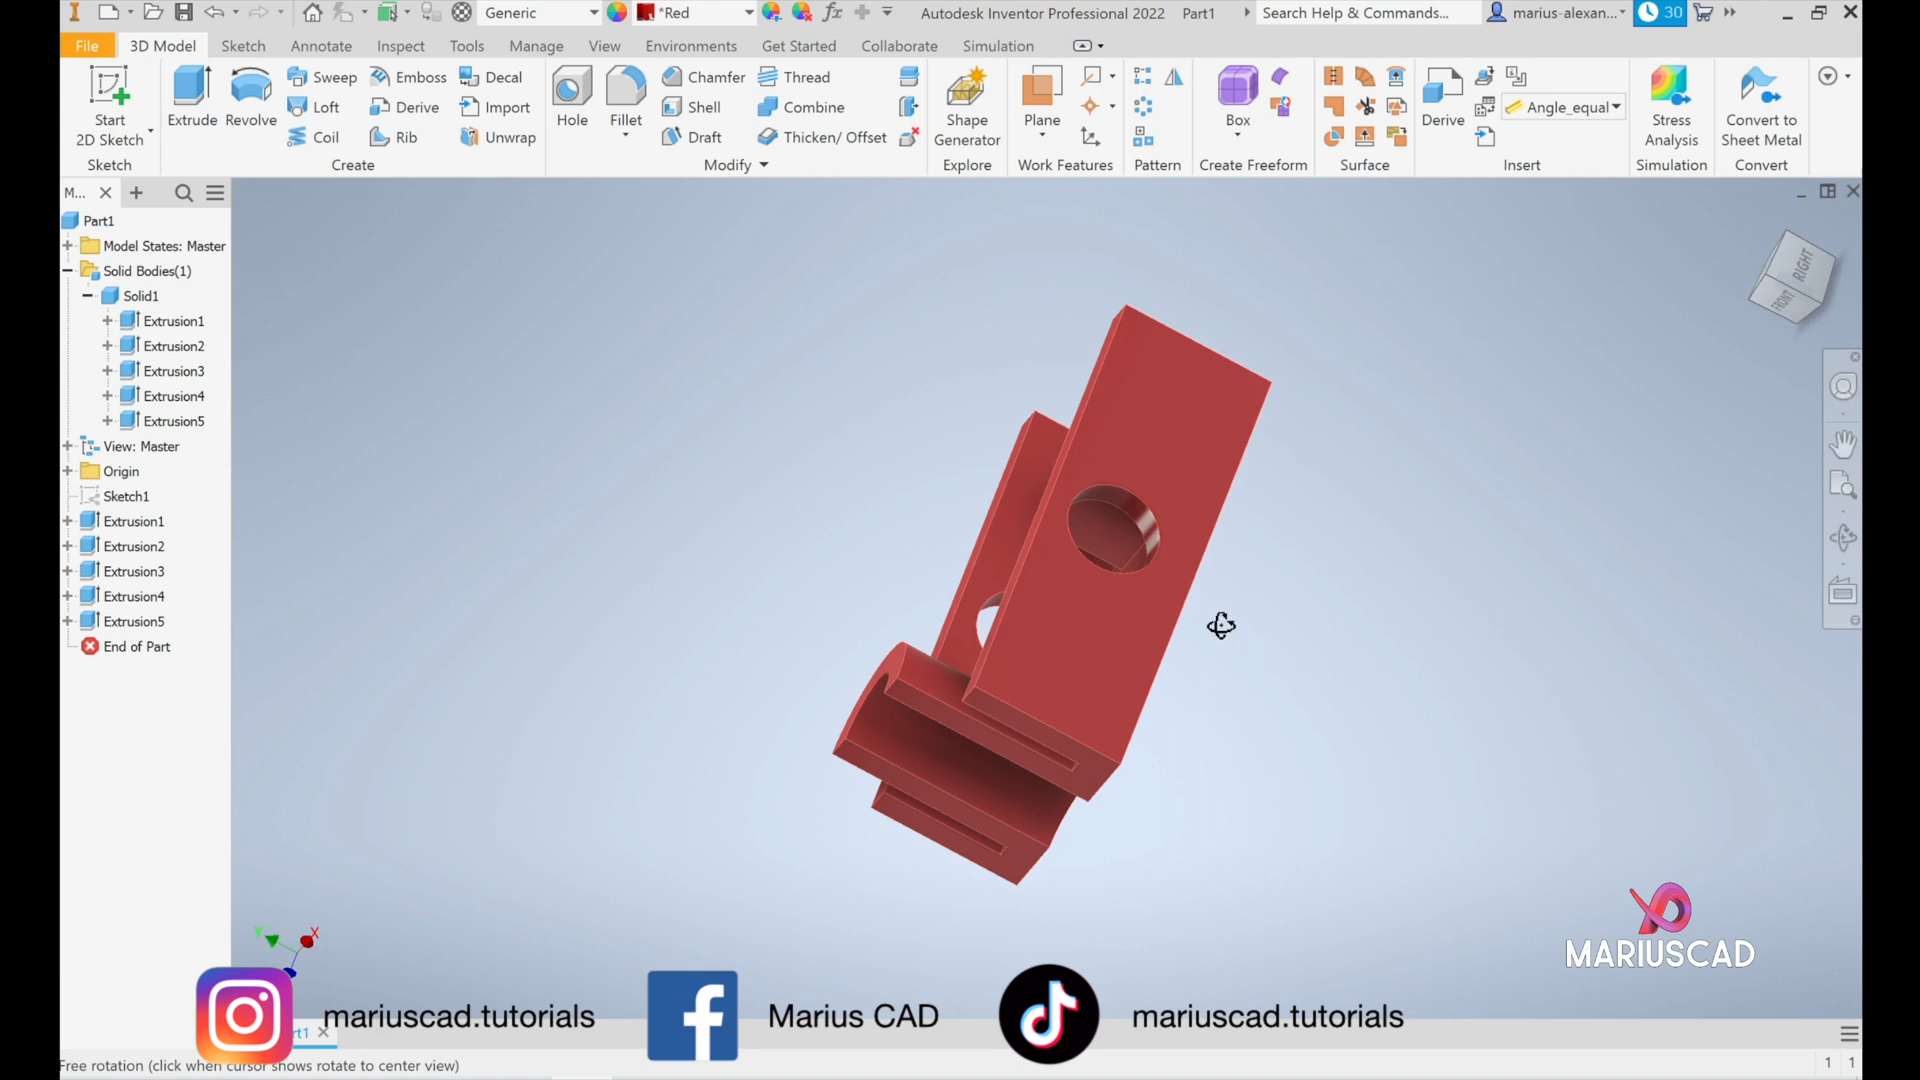 Generic
*Red
fx
Autodesk Inventor Professional 2022 Part1
Search Help & Commands...
marius-alexan...
30
File
3D Model
Sketch
Annotate
Inspect
Tools
Manage
View
Environments
Get Started
Collaborate
Simulation
Start
2D Sketch
Extrude
Revolve
Sweep
Loft
Coil
Emboss
Derive
Rib
Decal
Import
Unwrap
Hole
Fillet
Chamfer
Shell
Draft
Thread
Combine
Thicken/ Offset
Shape
Generator
Plane
Box
Derive
Angle_equal
Stress
Analysis
Convert to
Sheet Metal
Sketch
Create
Modify
Explore
Work Features
Pattern
Create Freeform
Surface
Insert
Simulation
Convert
M...
Part1
Model States: Master
Solid Bodies(1)
Solid1
Extrusion1
Extrusion2
Extrusion3
Extrusion4
Extrusion5
View: Master
Origin
Sketch1
Extrusion1
Extrusion2
Extrusion3
Extrusion4
Extrusion5
End of Part
RIGHT
FRONT
Y
X
MARIUSCAD
mariuscad.tutorials
Marius CAD
mariuscad.tutorials
rt1
Free rotation (click when cursor shows rotate to center view)
1 1